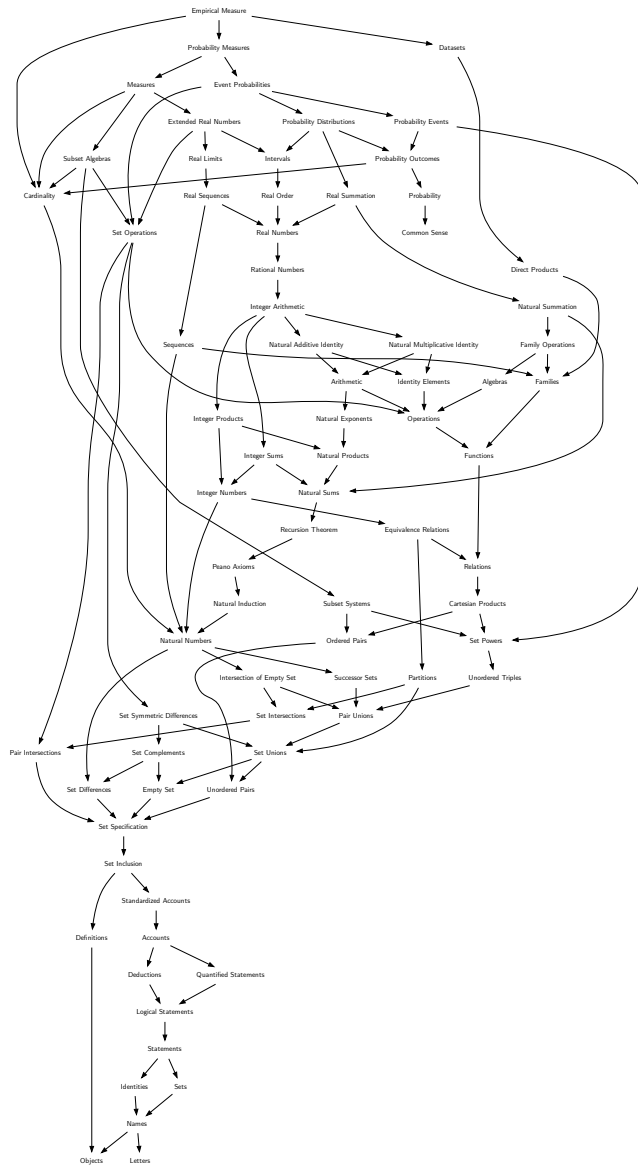 Empirical Measure
Probability Measures
Datasets
Measures
Event Probabilities
Extended Real Numbers
Probability Distributions
Probability Events
Subset Algebras
Real Limits
Intervals
Probability Outcomes
Cardinality
Real Sequences
Real Order
Real Summation
Probability
Set Operations
Real Numbers
Common Sense
Rational Numbers
Direct Products
Integer Arithmetic
Natural Summation
Sequences
Natural Additive Identity
Natural Multiplicative Identity
Family Operations
Arithmetic
Identity Elements
Algebras
Families
Integer Products
Natural Exponents
Operations
Integer Sums
Natural Products
Functions
Integer Numbers
Natural Sums
Recursion Theorem
Equivalence Relations
Peano Axioms
Relations
Natural Induction
Subset Systems
Cartesian Products
Natural Numbers
Ordered Pairs
Set Powers
Intersection of Empty Set
Successor Sets
Partitions
Unordered Triples
Set Symmetric Differences
Set Intersections
Pair Unions
Pair Intersections
Set Complements
Set Unions
Set Differences
Empty Set
Unordered Pairs
Set Specification
Set Inclusion
Standardized Accounts
Definitions
Accounts
Deductions
Quantified Statements
Logical Statements
Statements
Identities
Sets
Names
Objects
Letters